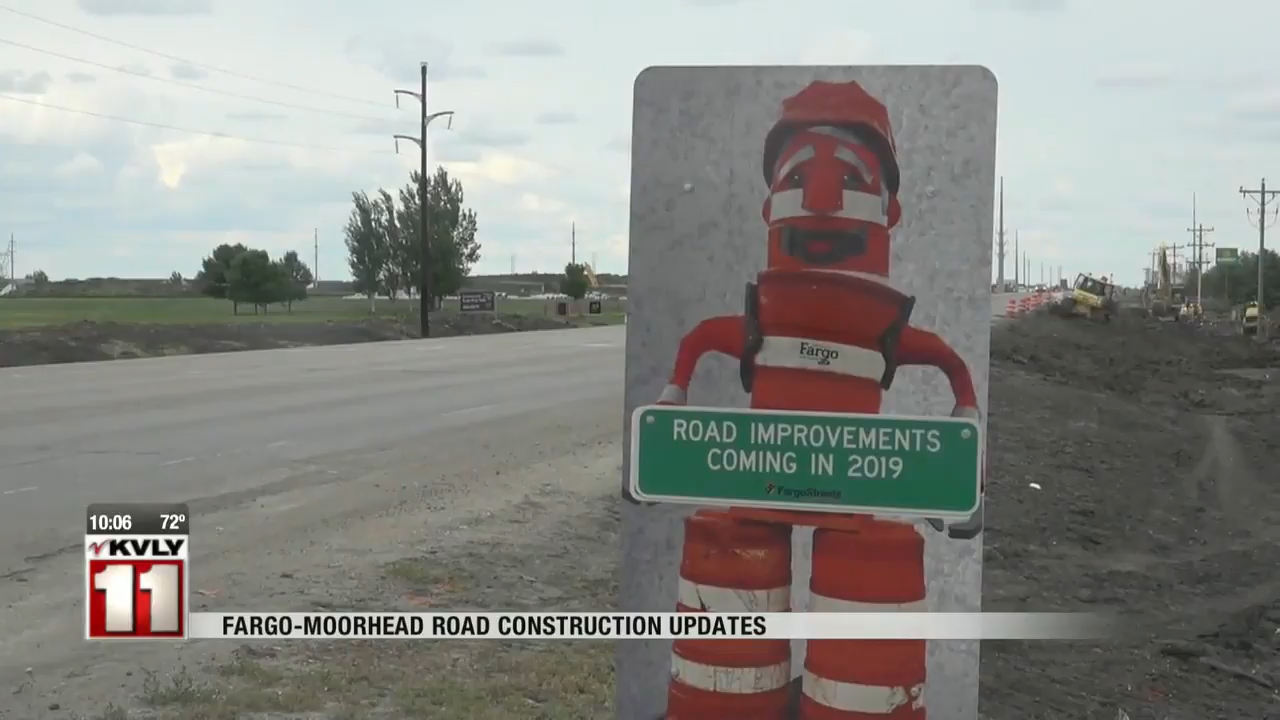 Fargo
ROAD IMPROVEMENTS
COMING IN 2019
FargoStreets
10:06 72°
KVLY
11
FARGO-MOORHEAD ROAD CONSTRUCTION UPDATES